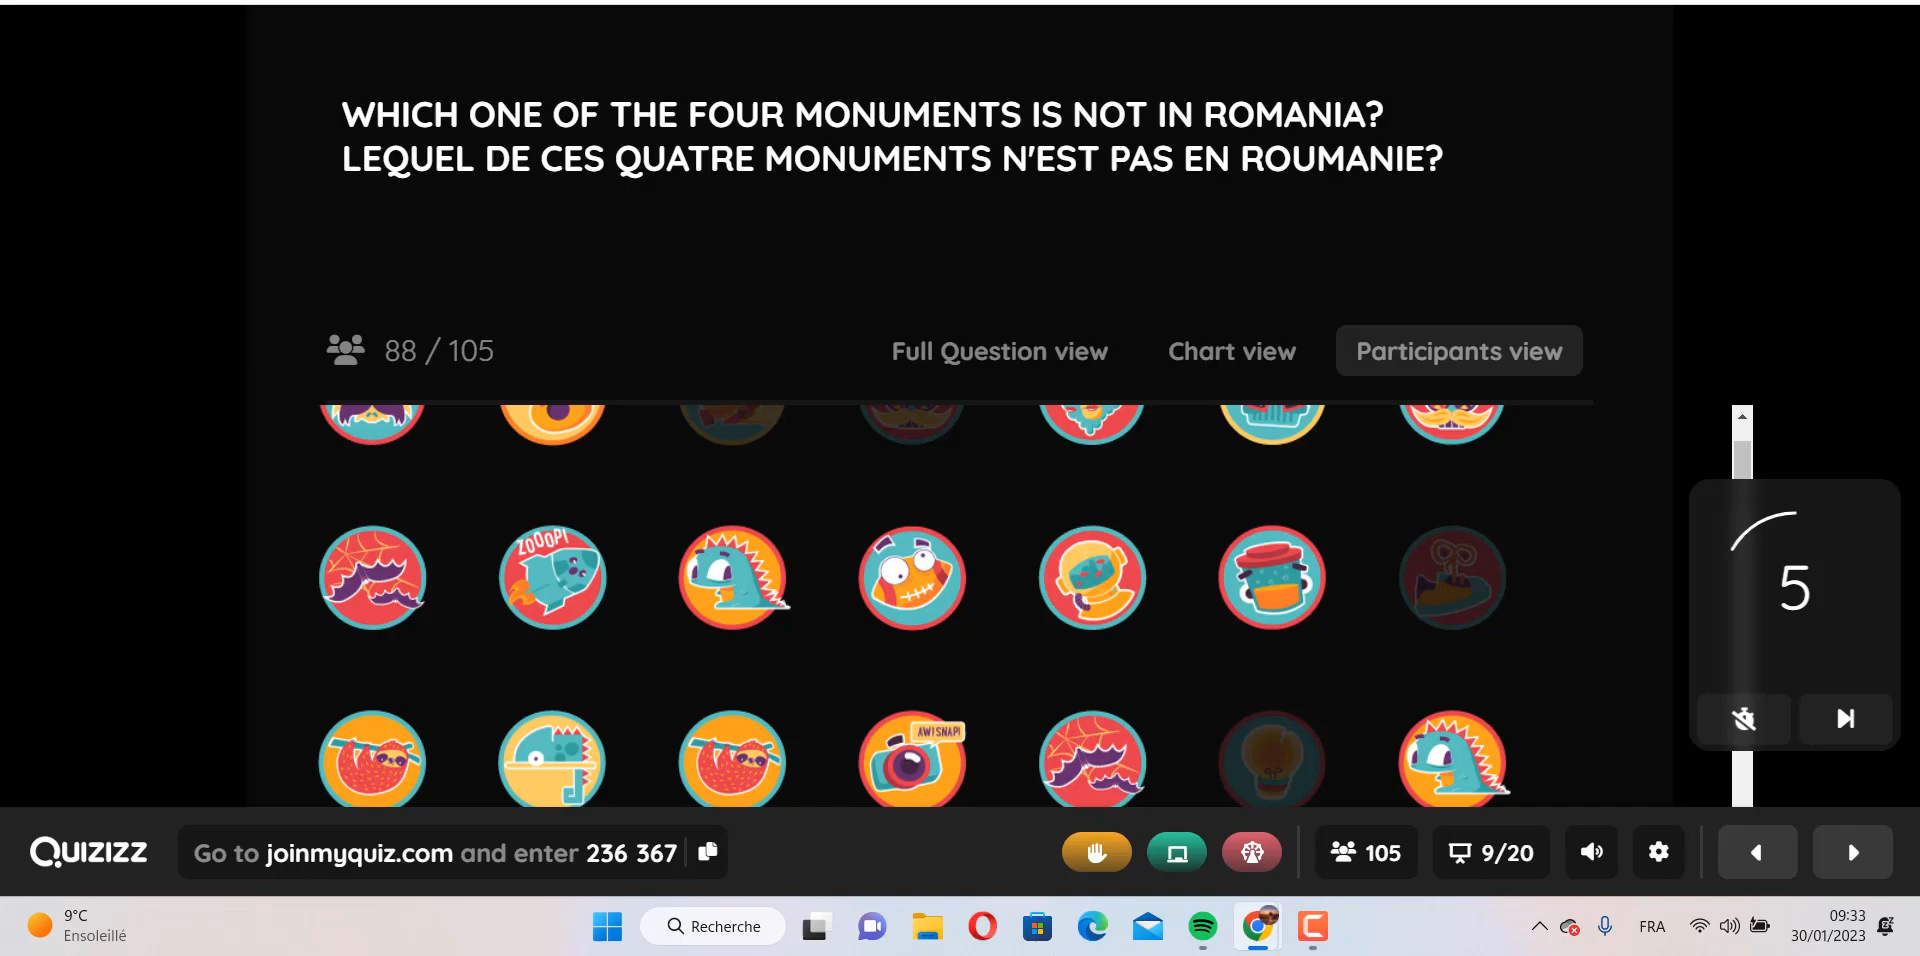 WHICH ONE OF THE FOUR MONUMENTS IS NOT IN ROMANIA?
LEQUEL DE CES QUATRE MONUMENTS N'EST PAS EN ROUMANIE?
88 / 105
Full Question view
Chart view
Participants view
ZOOOP!
5
AW! SNAP!
QUIZIZZ
Go to joinmyquiz.com and enter 236 367
105
9/20
9°C
Ensoleillé
Recherche
FRA
09:33
30/01/2023